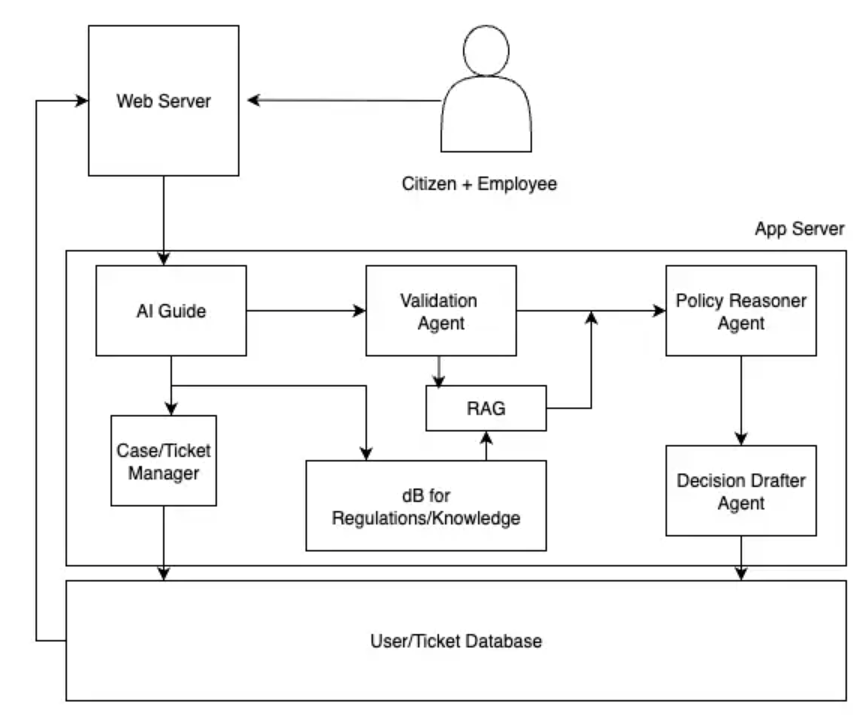 Web Server
Citizen + Employee
App Server
AI Guide
Validation
Agent
Policy Reasoner
Agent
RAG
Case/Ticket
Manager
dB for
Regulations/Knowledge
Decision Drafter
Agent
User/Ticket Database